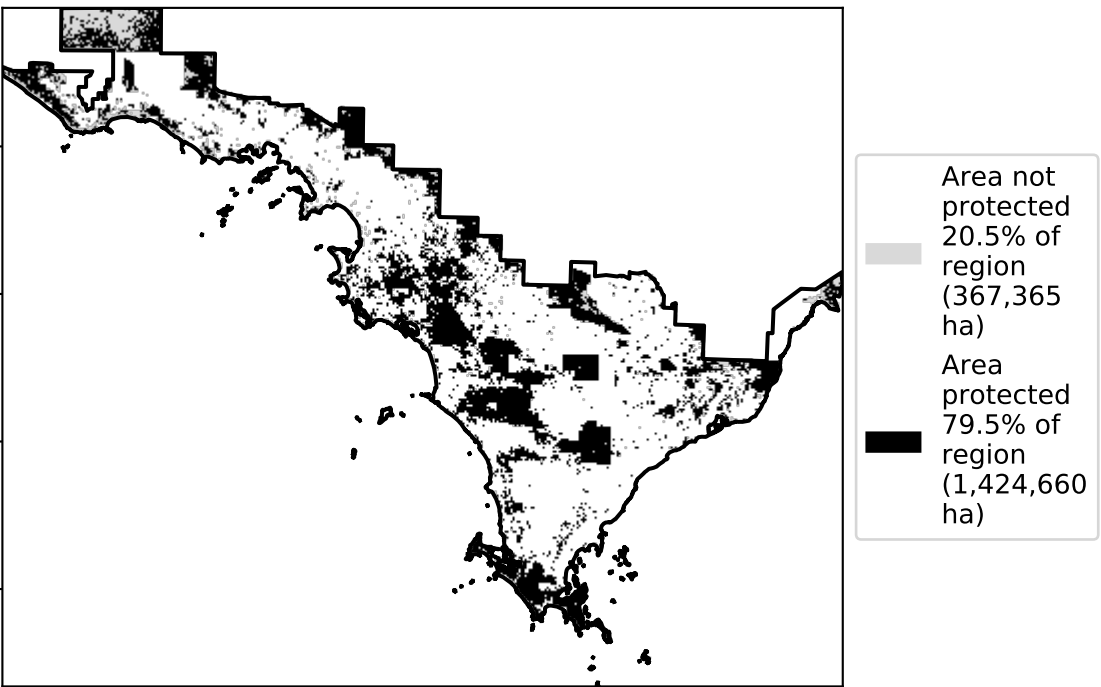 Area not
protected
20.5% of
region
(367,365
ha)
Area
protected
79.5% of
region
(1,424,660
ha)